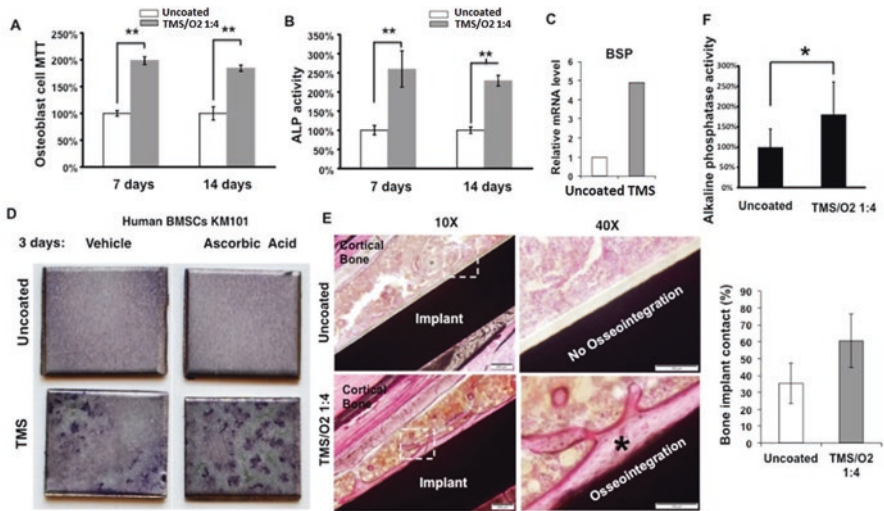 A
Uncoated
TMS/O2 1:4
Osteoblast cell MTT
250%
200%
150%
100%
50%
0%
**
**
7 days
14 days
B
Uncoated
TMS/O2 1:4
ALP activity
350%
300%
250%
200%
150%
100%
50%
0%
**
**
7 days
14 days
C
BSP
Relative mRNA level
6
5
4
3
2
1
0
Uncoated TMS
F
Alkaline phosphatase activity
300%
250%
200%
150%
100%
50%
0%
*
Uncoated
TMS/O2 1:4
D
Human BMSCs KM101
3 days:
Vehicle
Ascorbic Acid
Uncoated
TMS
E
10X
40X
Uncoated
Cortical
Bone
Implant
No Osseointegration
TMS/O2 1:4
Cortical
Bone
Implant
*
Osseointegration
Bone implant contact (%)
90
80
70
60
50
40
30
20
10
0
Uncoated
TMS/O2
1:4